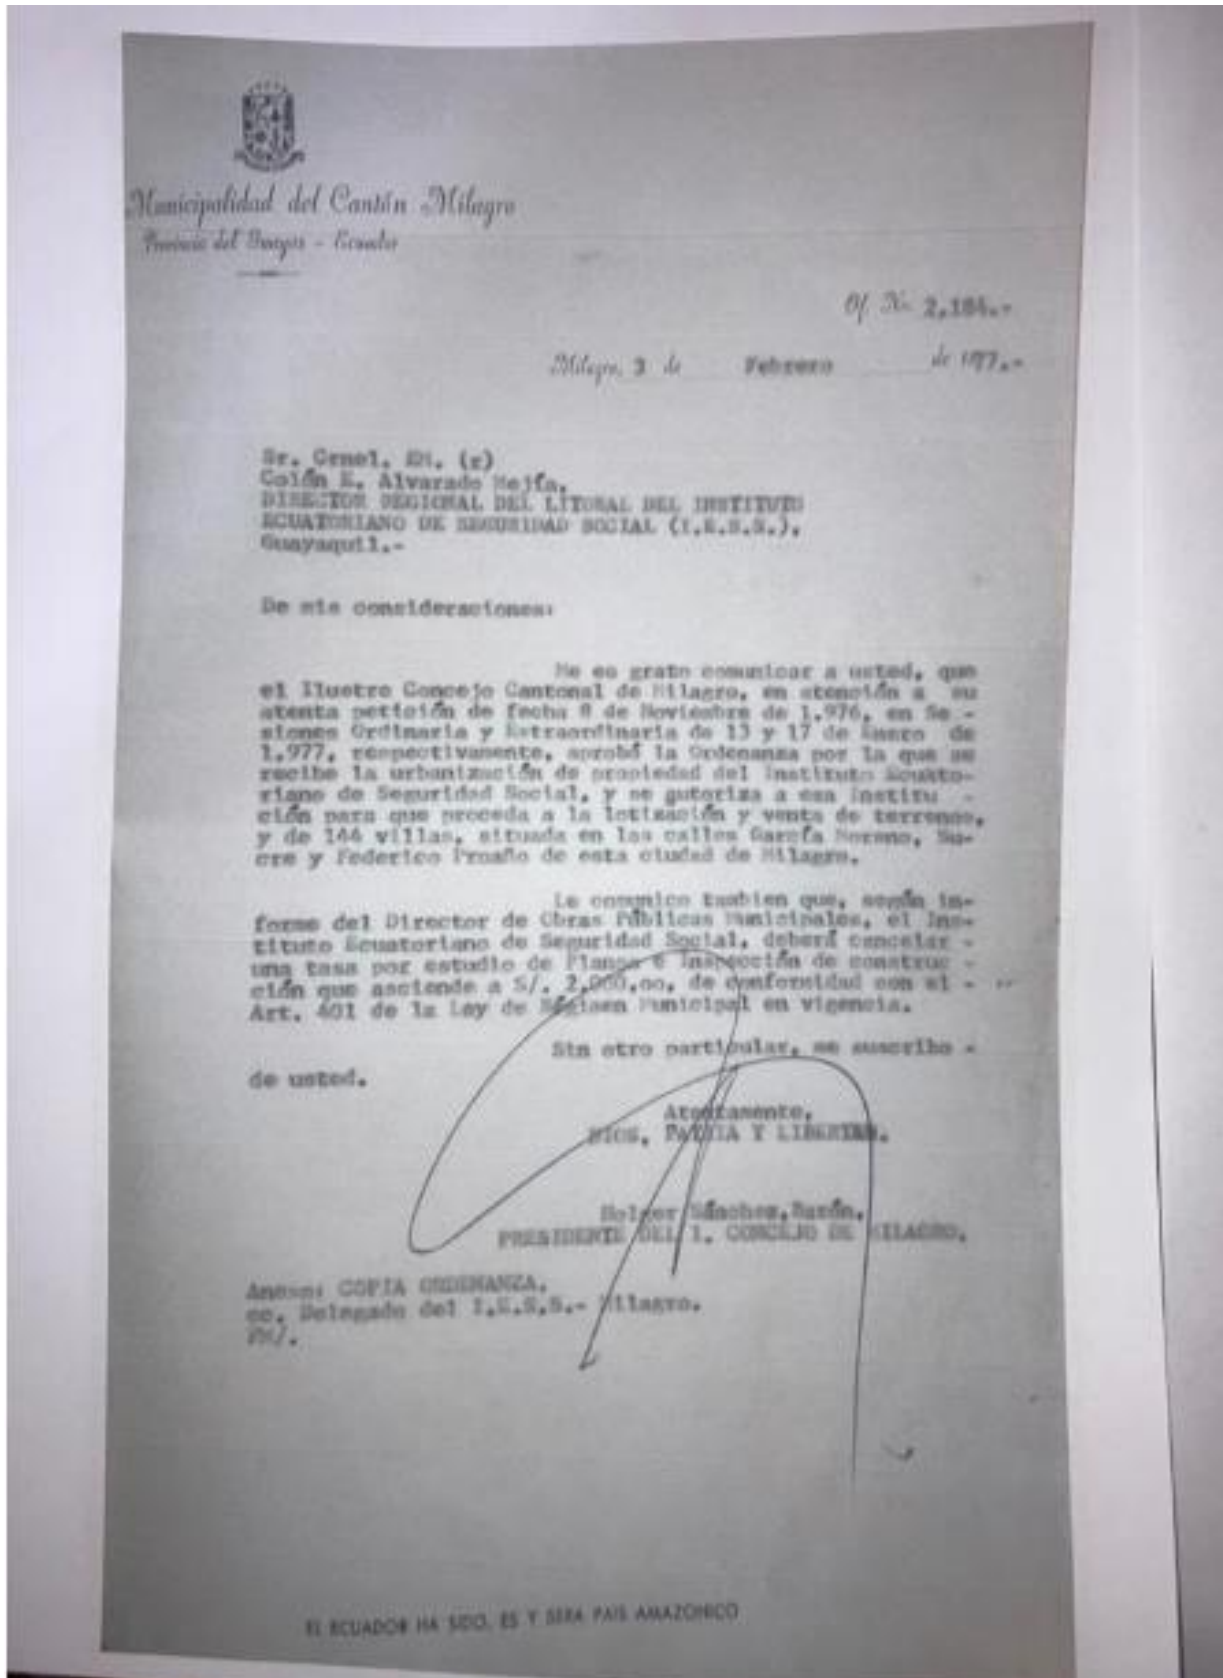 Municipalidad del Cantón Milagro
Provincia del Guayas - Ecuador
Of. No. 2,184.-
Milagro, 3 de Febrero de 1977.-
Sr. Grnel. EM. (r)
Colón E. Alvarado Mejía,
DIRECTOR REGIONAL DEL LITORAL DEL INSTITUTO
ECUATORIANO DE SEGURIDAD SOCIAL (I.E.S.S.).
Guayaquil.-
De mis consideraciones:
Me es grato comunicar a usted, que
el Ilustre Concejo Cantonal de Milagro, en atención a su
atenta petición de fecha 8 de Noviembre de 1.976, en Se -
siones Ordinaria y Extraordinaria de 13 y 17 de Enero de
1.977, respectivamente, aprobó la Ordenanza por la que se
recibe la urbanización de propiedad del Instituto Ecuato-
riano de Seguridad Social, y se autoriza a esa Institu -
ción para que proceda a la lotización y venta de terrenos,
y de 144 villas, situada en las calles García Moreno, Su-
cre y Federico Proaño de esta ciudad de Milagro.
Le comunico tambien que, según in-
forme del Director de Obras Públicas Municipales, el Ins-
tituto Ecuatoriano de Seguridad Social, deberá cancelar -
una tasa por estudio de Planos e Inspección de construc -
ción que asciende a S/. 2,000,oo, de conformidad con el -
Art. 401 de la Ley de Régimen Municipal en vigencia.
Sin otro particular, me suscribo -
de usted.
Atentamente,
DIOS, PATRIA Y LIBERTAD.
Holger Sánchez
PRESIDENTE DEL I. CONCEJO DE MILAGRO.
Anexo: COPIA ORDENANZA.
cc. Delegado del I.E.S.S.- Milagro.
EL ECUADOR HA SIDO, ES Y SERA PAIS AMAZONICO